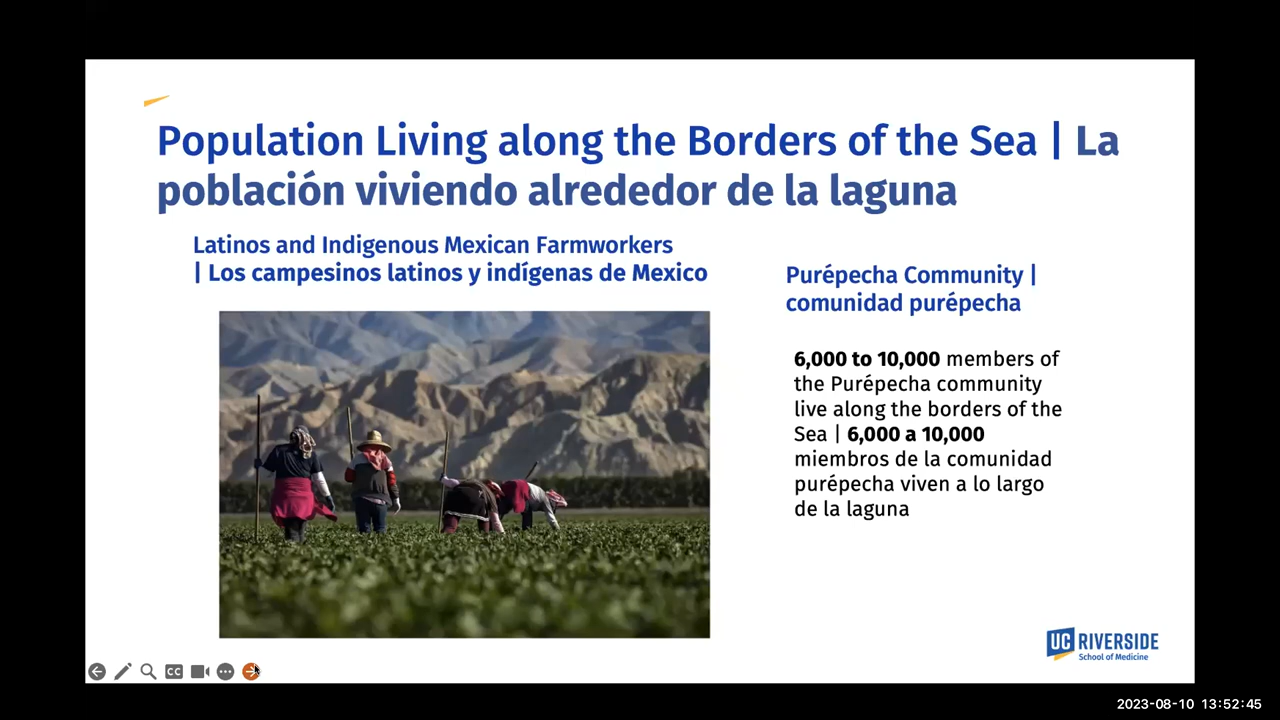 Population Living along the Borders of the Sea | La
población viviendo alrededor de la laguna
Latinos and Indigenous Mexican Farmworkers
| Los campesinos latinos y indígenas de Mexico
Purépecha Community |
comunidad purépecha
6,000 to 10,000 members of
the Purépecha community
live along the borders of the
Sea | 6,000 a 10,000
miembros de la comunidad
purépecha viven a lo largo
de la laguna
UC RIVERSIDE
School of Medicine
CC
2023-08-10 13:52:45